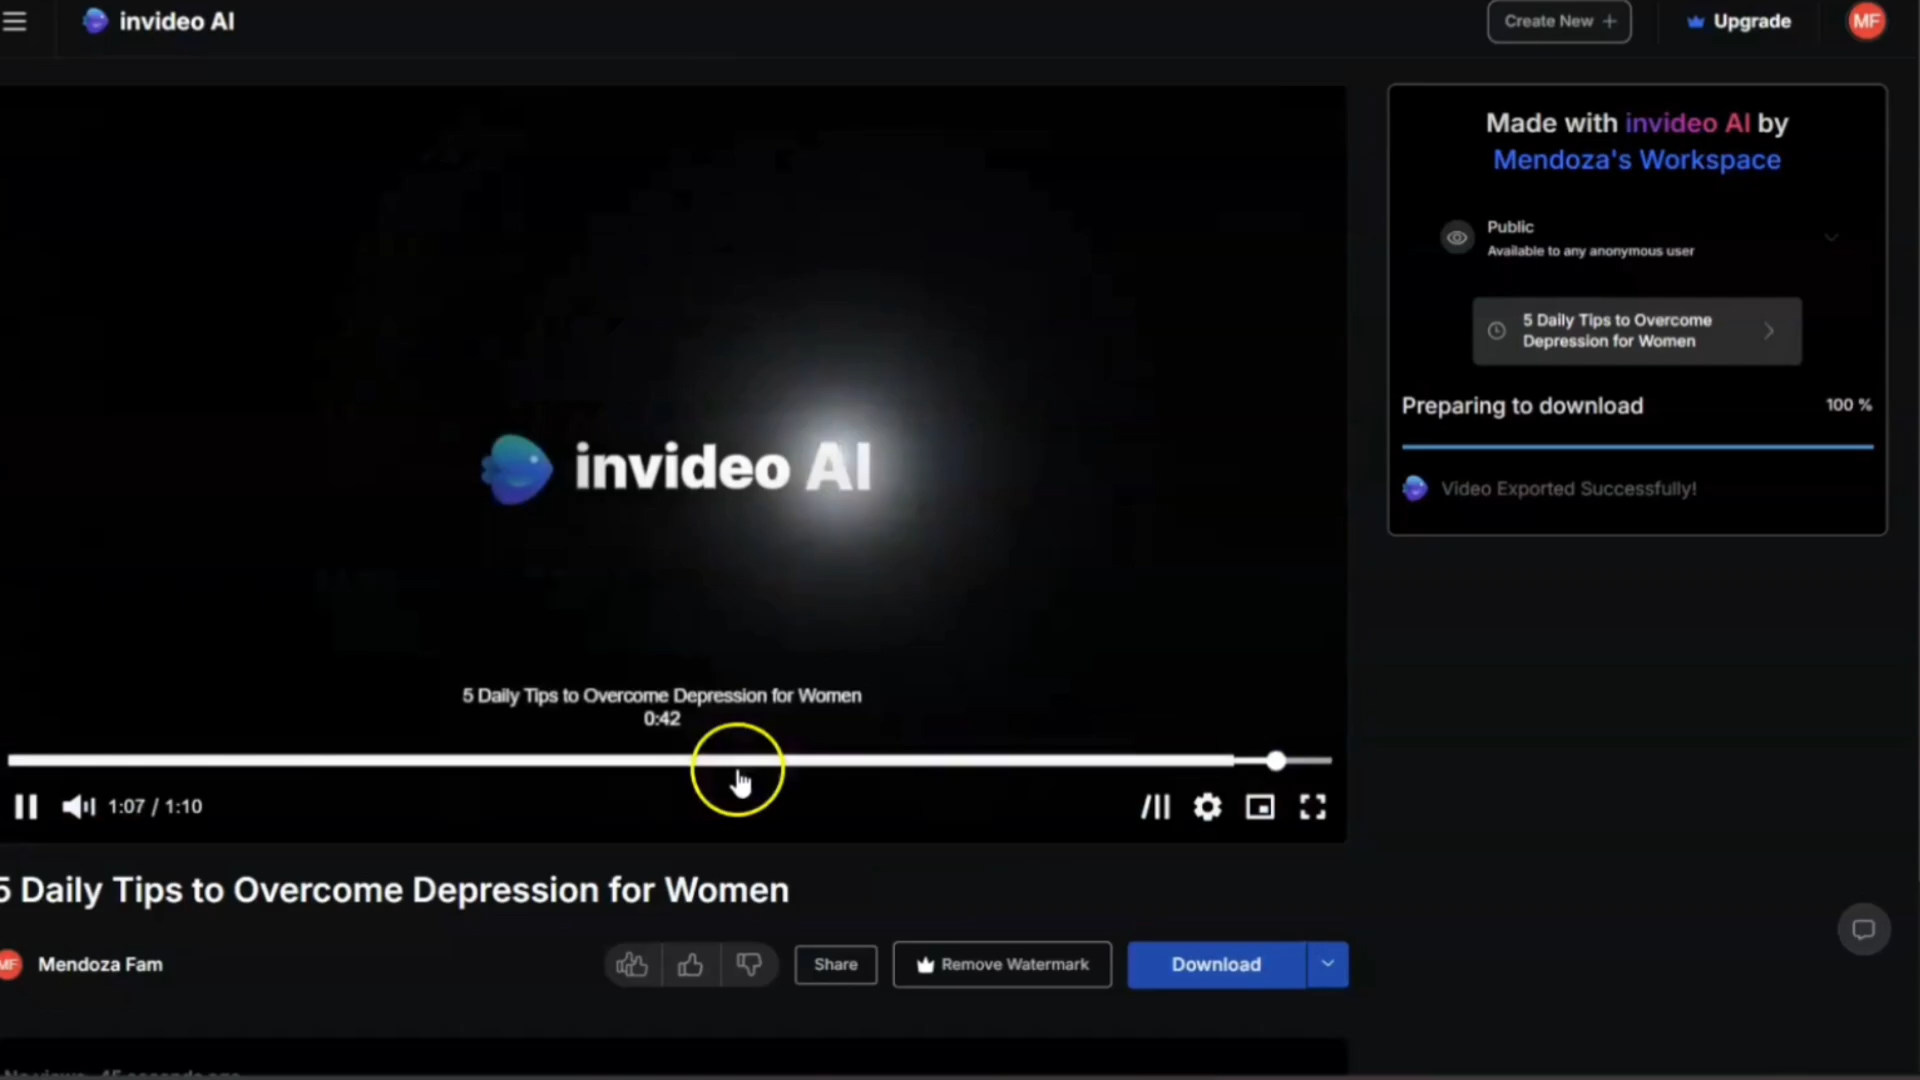 invideo AI
Create New +
Upgrade
MF
Made with invideo AI by
Mendoza's Workspace
Public
Available to any anonymous user
5 Daily Tips to Overcome
Depression for Women
Preparing to download
100 %
Video Exported Successfully!
invideo AI
5 Daily Tips to Overcome Depression for Women
0:42
1:07 / 1:10
5 Daily Tips to Overcome Depression for Women
MF
Mendoza Fam
Share
Remove Watermark
Download